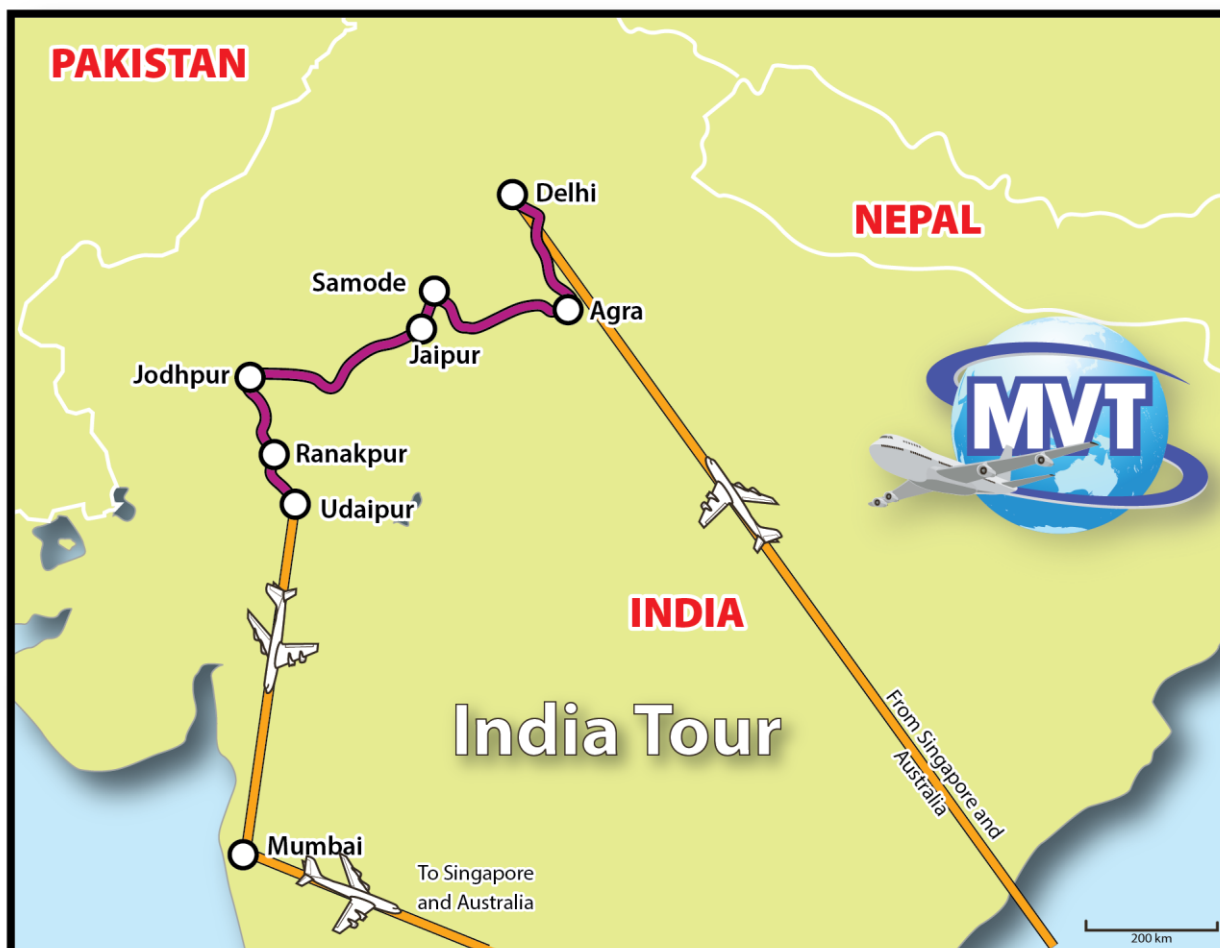 PAKISTAN
Delhi
NEPAL
Samode
Agra
Jaipur
Jodhpur
MVT
Ranakpur
Udaipur
INDIA
India Tour
From Singapore and
Australia
Mumbai
To Singapore
and Australia
200 km